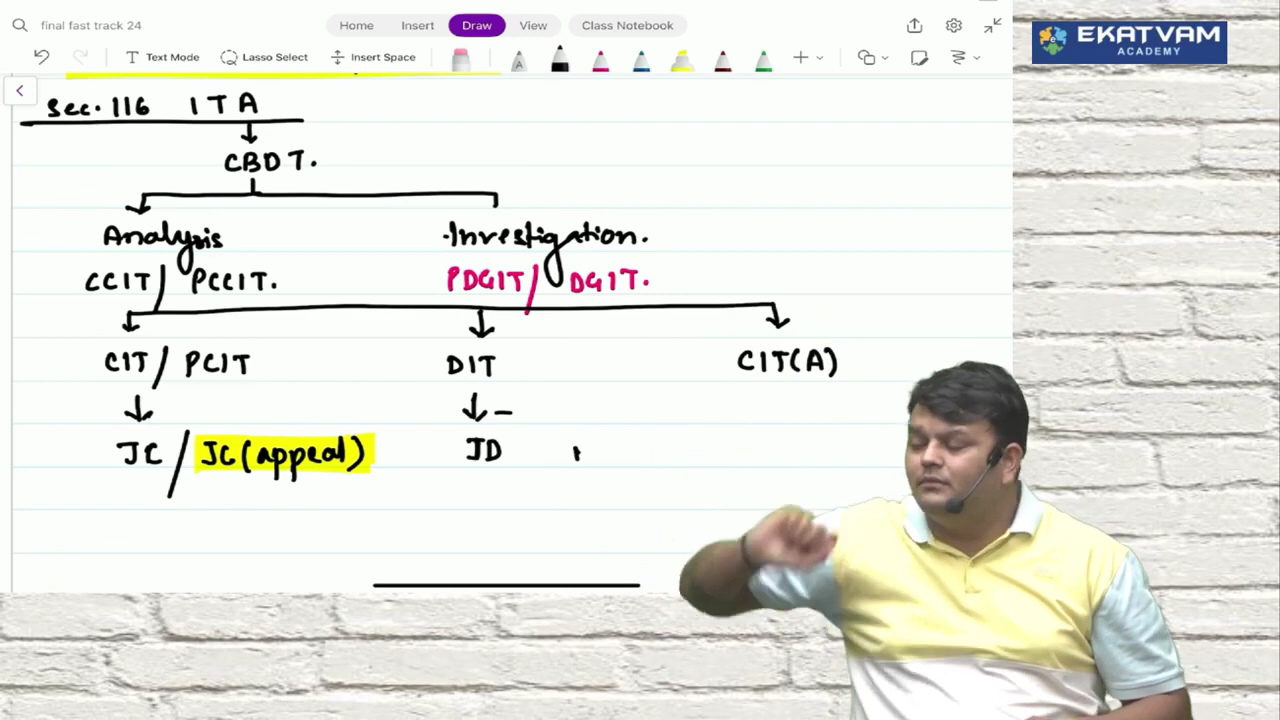 final fast track 24
Home Insert Draw View Class Notebook
EKATVAM
ACADEMY
Text Mode Lasso Select Insert Space
Sec. 116 ITA
CBDT.
Analysis Investigation.
CCIT / PCCIT. PDGIT / DGIT.
CIT / PCIT DIT CIT(A)
JC / JC (appeal) JD